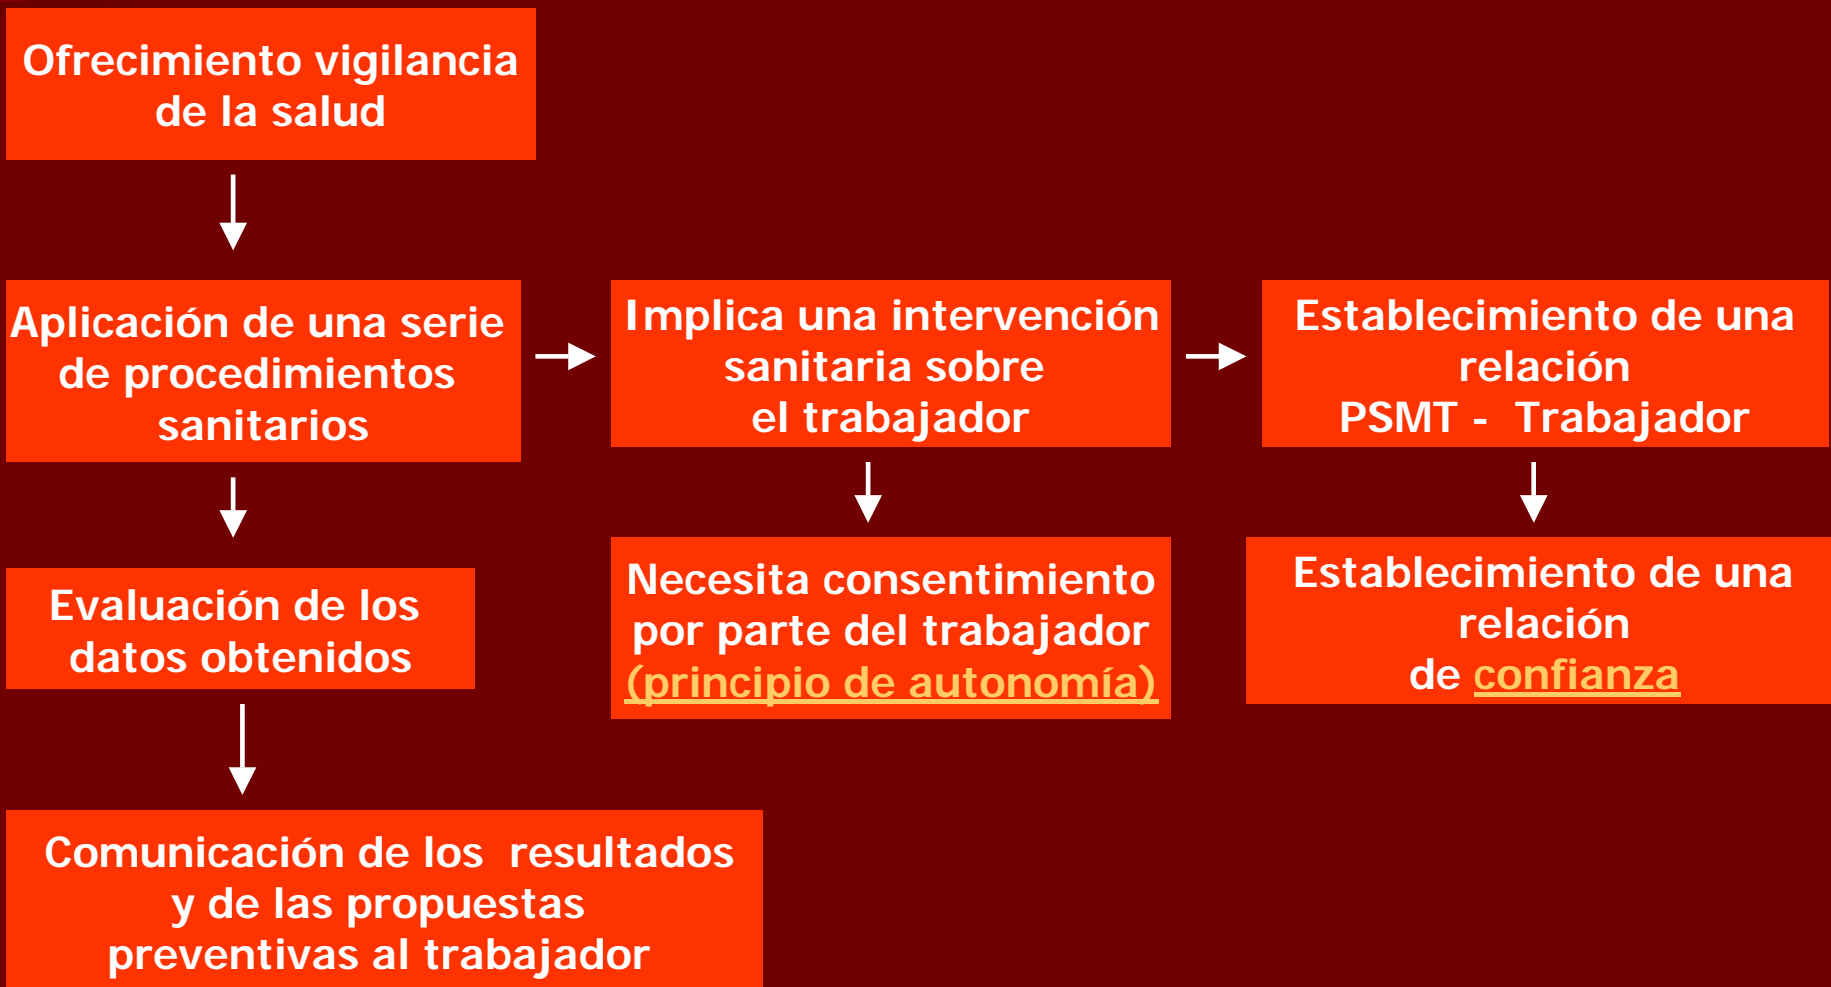 Ofrecimiento vigilancia
de la salud
Aplicación de una serie
de procedimientos
sanitarios
Implica una intervención
sanitaria sobre
el trabajador
Establecimiento de una
relación
PSMT - Trabajador
Evaluación de los
datos obtenidos
Necesita consentimiento
por parte del trabajador
(principio de autonomía)
Establecimiento de una
relación
de confianza
Comunicación de los resultados
y de las propuestas
preventivas al trabajador